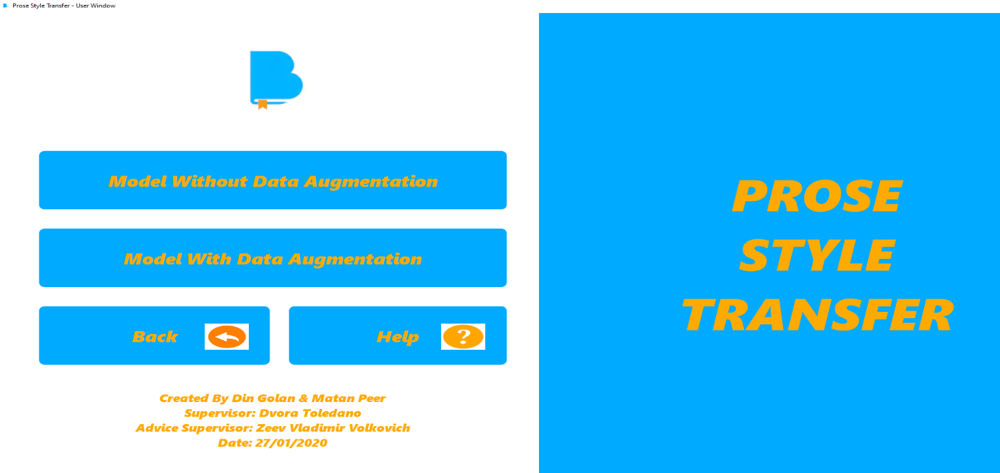 Prose Style Transfer - User Window
B
Model Without Data Augmentation
Model With Data Augmentation
Back
Help ?
Created By Din Golan & Matan Peer
Supervisor: Dvora Toledano
Advice Supervisor: Zeev Vladimir Volkovich
Date: 27/01/2020
PROSE
STYLE
TRANSFER